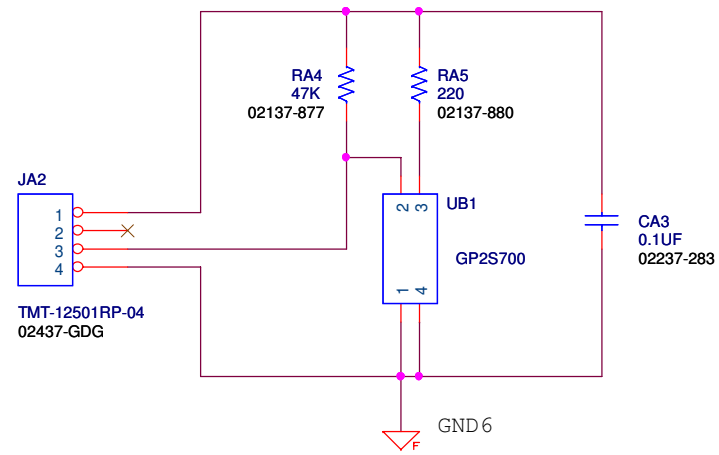 RA4
47K
02137-877
RA5
220
02137-880
JA2
1
2
3
4
TMT-12501RP-04
02437-GDG
2
3
1
4
UB1
GP2S700
CA3
0.1UF
02237-283
GND6
F